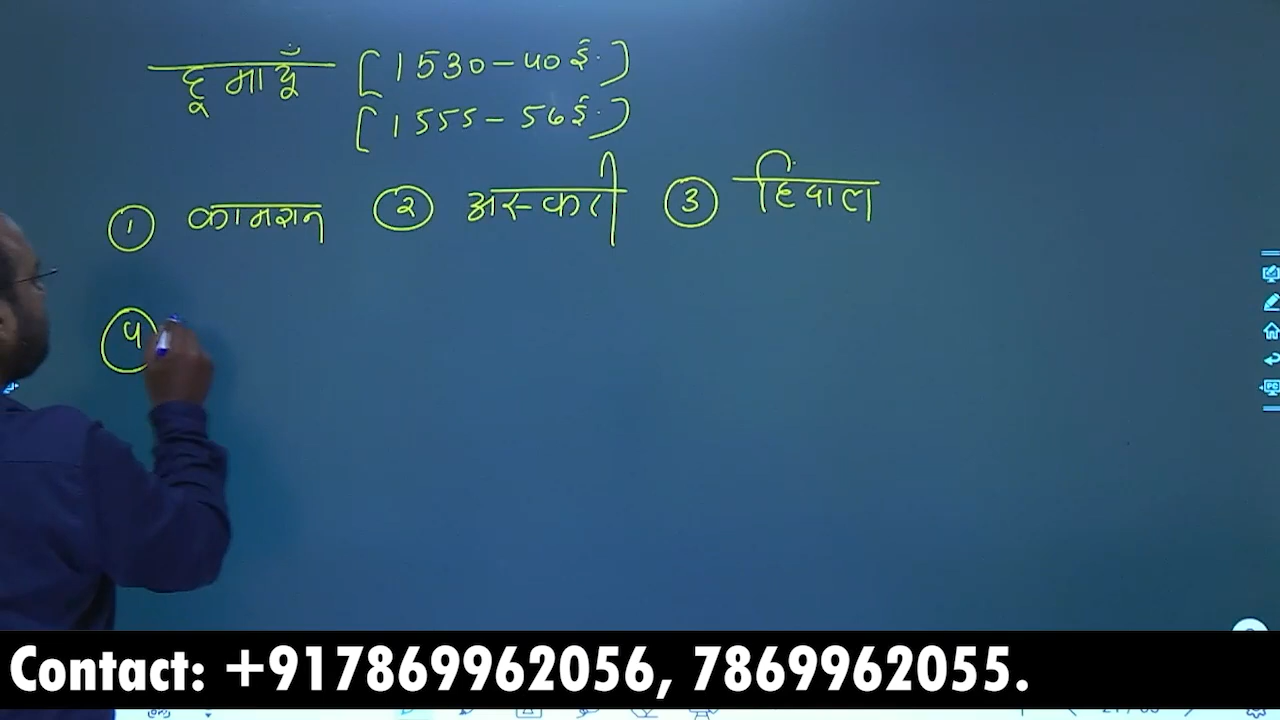 हूमायूँ [1530-40ई.)
[1555-56ई.)
① कामरान ② अस्करी ③ हिंदाल
④
Contact: +917869962056, 7869962055.